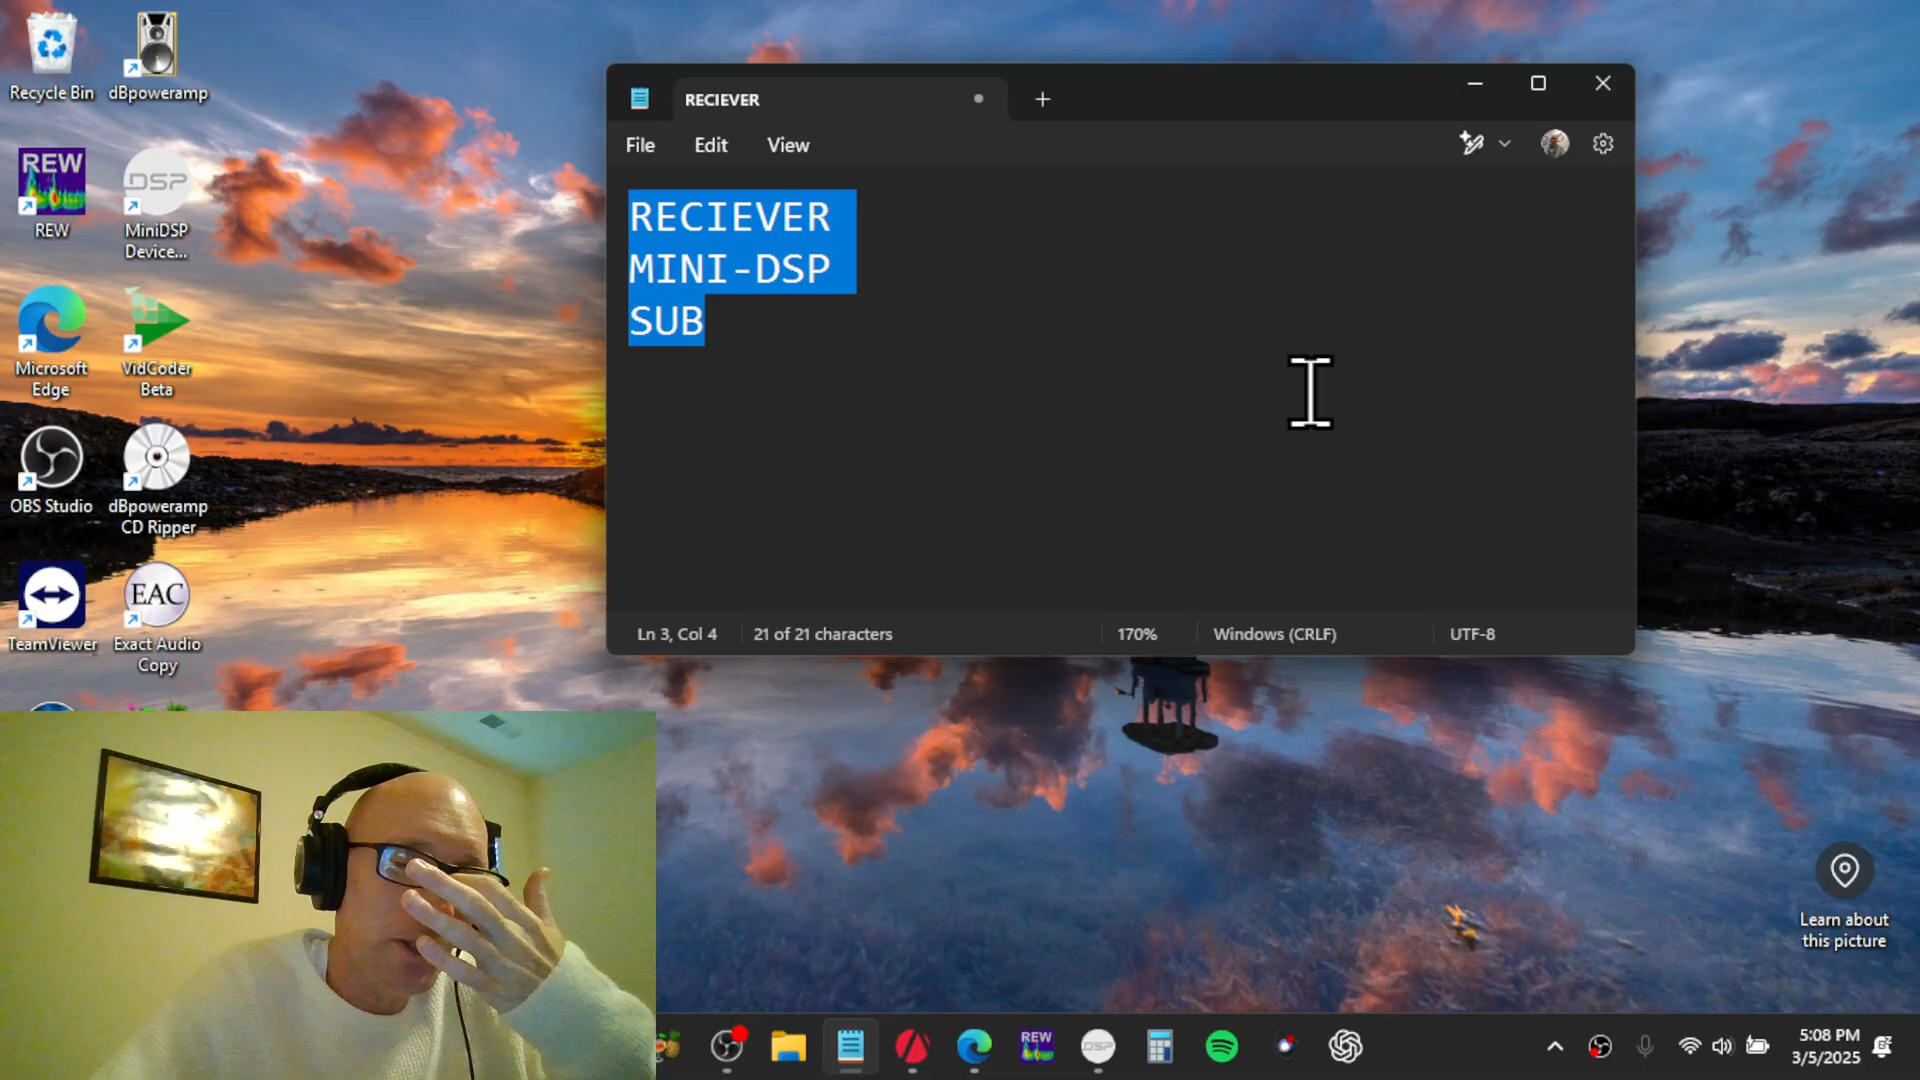 Recycle Bin
dBpoweramp
REW
REW
DSP
MiniDSP
Device...
Microsoft
Edge
VidCoder
Beta
OBS Studio
dBpoweramp
CD Ripper
TeamViewer
EAC
Exact Audio
Copy
RECIEVER
File Edit View
RECIEVER
MINI-DSP
SUB
Ln 3, Col 4
21 of 21 characters
170%
Windows (CRLF)
UTF-8
Learn about
this picture
REW
DSP
5:08 PM
3/5/2025